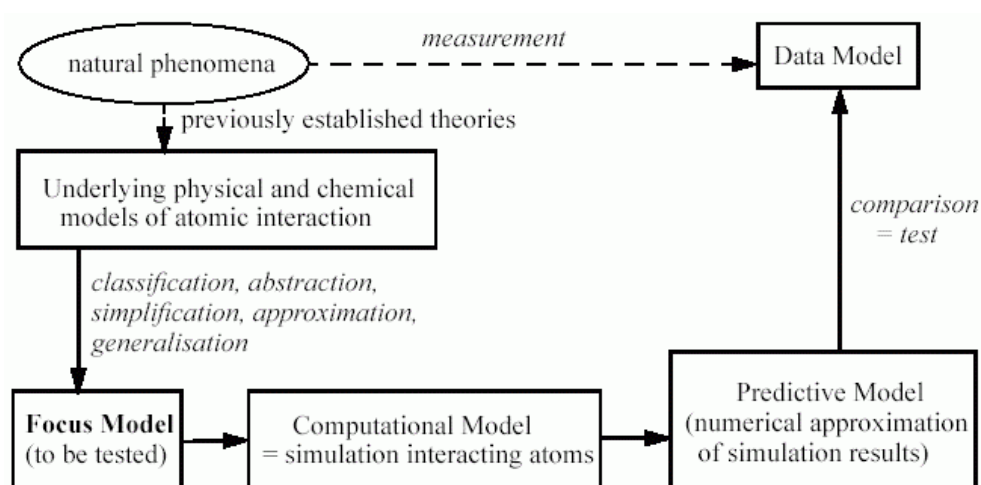 natural phenomena
measurement
Data Model
previously established theories
Underlying physical and chemical
models of atomic interaction
comparison
= test
classification, abstraction,
simplification, approximation,
generalisation
Focus Model
(to be tested)
Computational Model
= simulation interacting atoms
Predictive Model
(numerical approximation
of simulation results)